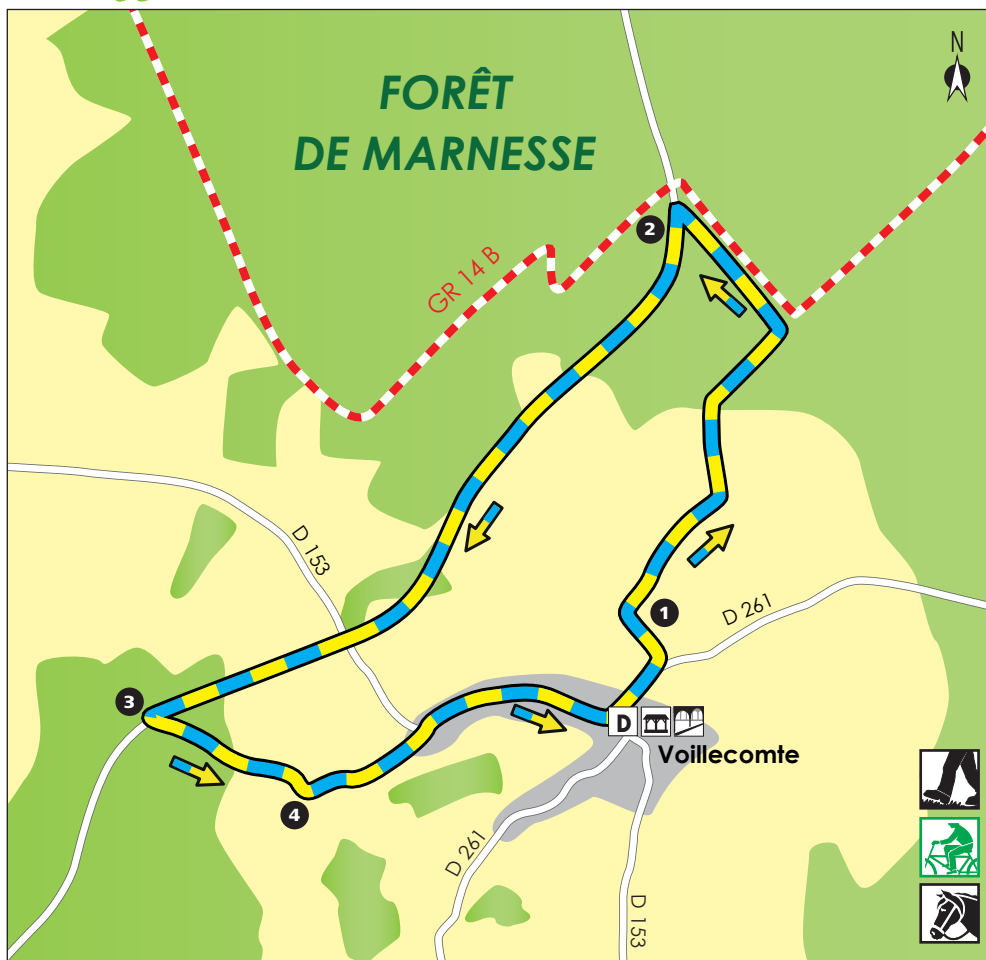 N
FORÊT
DE MARNESSE
2
GR 14 B
D 153
1
D 261
3
D
Voillecomte
4
D 261
D 153